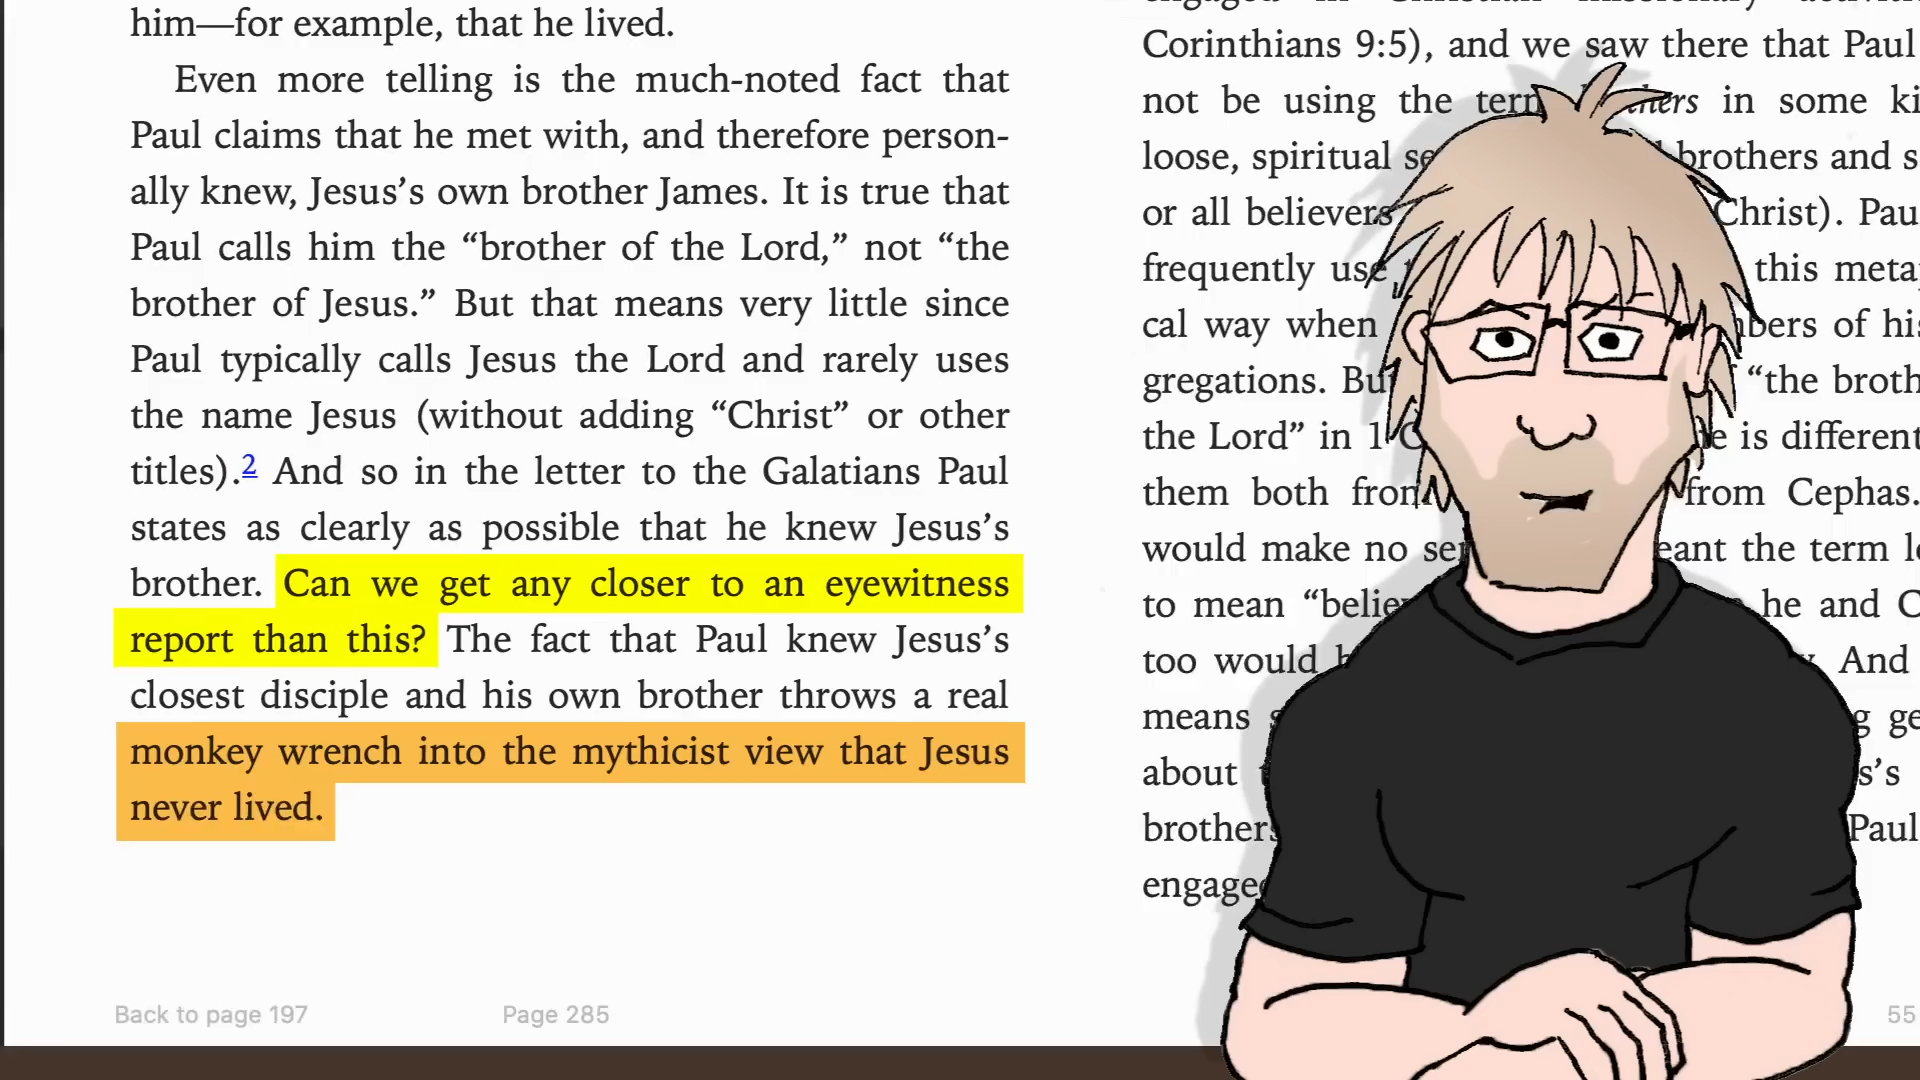 him—for example, that he lived.
Even more telling is the much-noted fact that
Paul claims that he met with, and therefore person-
ally knew, Jesus’s own brother James. It is true that
Paul calls him the “brother of the Lord,” not “the
brother of Jesus.” But that means very little since
Paul typically calls Jesus the Lord and rarely uses
the name Jesus (without adding “Christ” or other
titles).2 And so in the letter to the Galatians Paul
states as clearly as possible that he knew Jesus’s
brother. Can we get any closer to an eyewitness
report than this? The fact that Paul knew Jesus’s
closest disciple and his own brother throws a real
monkey wrench into the mythicist view that Jesus
never lived.
Back to page 197
Page 285
engaged in Christian missionary
Corinthians 9:5), and we saw there that Paul
not be using the term in some
loose, spiritual brothers and
or all believers Christ).
frequently use this
cal way when of
gregations. “the
the Lord” in 1 is different
them both from from Cephas.
would make no the term
to mean he and
too would And
means
about
Paul
55